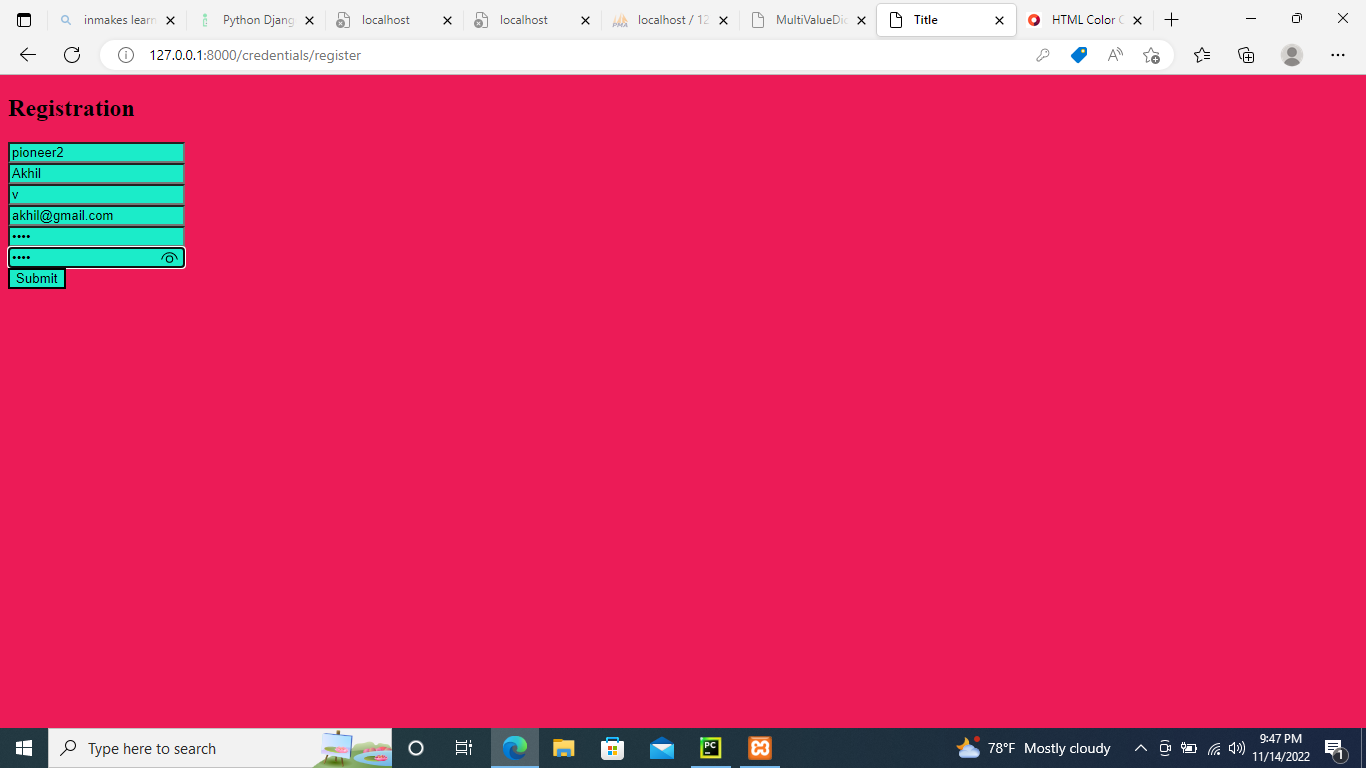 inmakes learn
Python Djang
localhost
localhost
localhost / 12
MultiValueDic
Title
HTML Color C
127.0.0.1:8000/credentials/register
Registration
pioneer2
Akhil
v
akhil@gmail.com
••••
••••
Submit
Type here to search
78°F Mostly cloudy
9:47 PM
11/14/2022
1